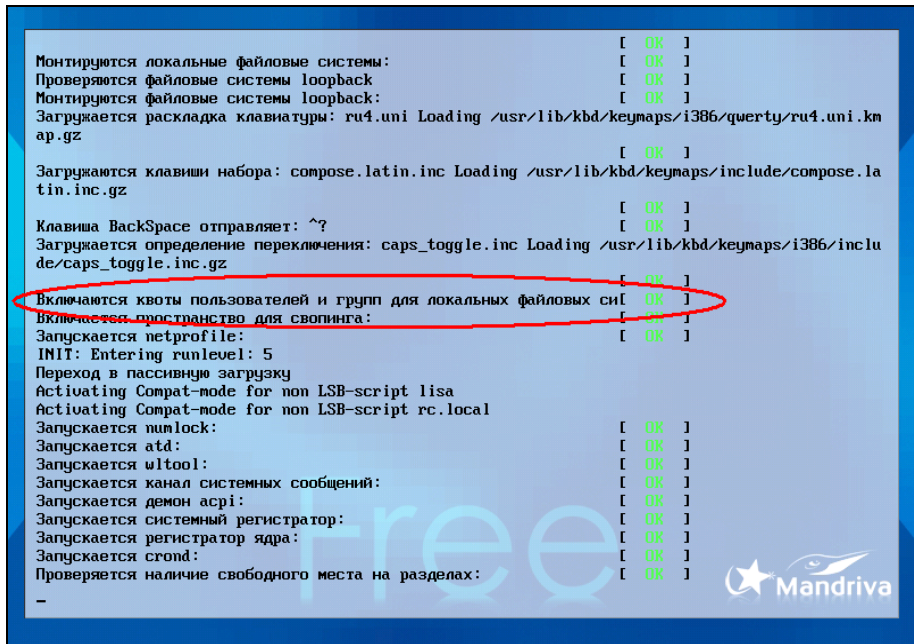 [ OK ]
Монтируются локальные файловые системы: [ OK ]
Проверяются файловые системы loopback [ OK ]
Монтируются файловые системы loopback: [ OK ]
Загружается раскладка клавиатуры: ru4.uni Loading /usr/lib/kbd/keymaps/i386/qwerty/ru4.uni.km
ap.gz
[ OK ]
Загружаются клавиши набора: compose.latin.inc Loading /usr/lib/kbd/keymaps/include/compose.la
tin.inc.gz
[ OK ]
Клавиша BackSpace отправляет: ^? [ OK ]
Загружается определение переключения: caps_toggle.inc Loading /usr/lib/kbd/keymaps/i386/inclu
de/caps_toggle.inc.gz
[ OK ]
Включаются квоты пользователей и групп для локальных файловых си[ OK ]
Включается пространство для свопинга: [ OK ]
Запускается netprofile: [ OK ]
INIT: Entering runlevel: 5
Переход в пассивную загрузку
Activating Compat-mode for non LSB-script lisa
Activating Compat-mode for non LSB-script rc.local
Запускается numlock: [ OK ]
Запускается atd: [ OK ]
Запускается wltool: [ OK ]
Запускается канал системных сообщений: [ OK ]
Запускается демон acpi: [ OK ]
Запускается системный регистратор: [ OK ]
Запускается регистратор ядра: [ OK ]
Запускается crond: [ OK ]
Проверяется наличие свободного места на разделах: [ OK ]
_
Free
Mandriva